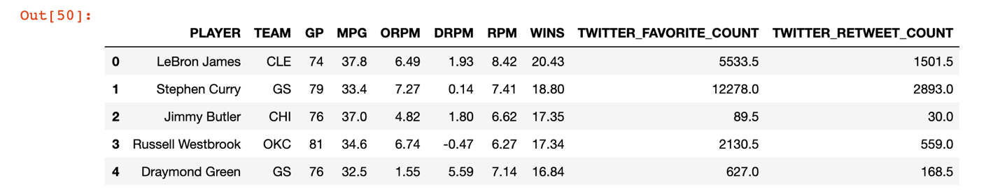 Out[50]:
PLAYER TEAM GP MPG ORPM DRPM RPM WINS TWITTER_FAVORITE_COUNT TWITTER_RETWEET_COUNT
0 LeBron James CLE 74 37.8 6.49 1.93 8.42 20.43 5533.5 1501.5
1 Stephen Curry GS 79 33.4 7.27 0.14 7.41 18.80 12278.0 2893.0
2 Jimmy Butler CHI 76 37.0 4.82 1.80 6.62 17.35 89.5 30.0
3 Russell Westbrook OKC 81 34.6 6.74 -0.47 6.27 17.34 2130.5 559.0
4 Draymond Green GS 76 32.5 1.55 5.59 7.14 16.84 627.0 168.5